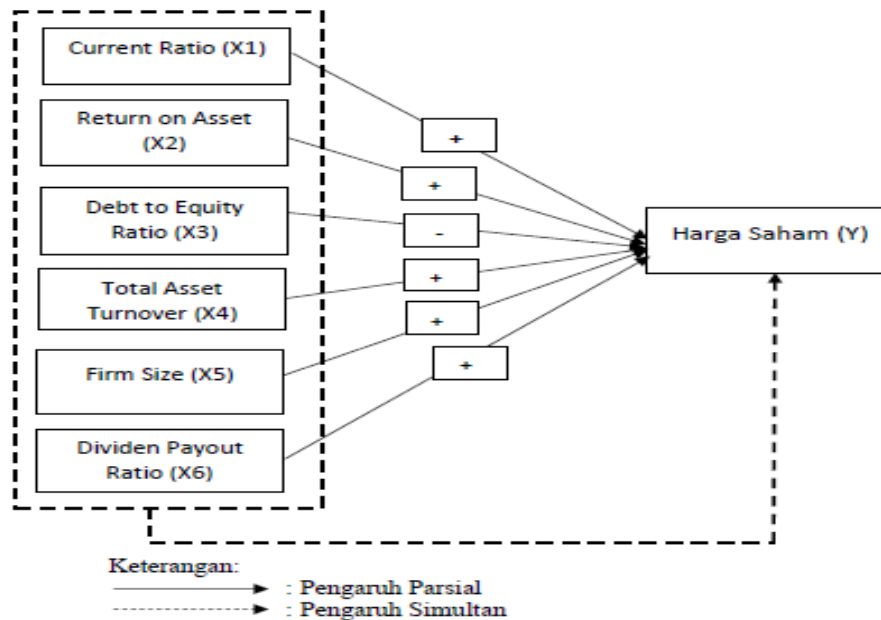 Current Ratio (X1)
Return on Asset
(X2)
Debt to Equity
Ratio (X3)
Total Asset
Turnover (X4)
Firm Size (X5)
Dividen Payout
Ratio (X6)
+
+
-
+
+
+
Harga Saham (Y)
Keterangan:
: Pengaruh Parsial
: Pengaruh Simultan